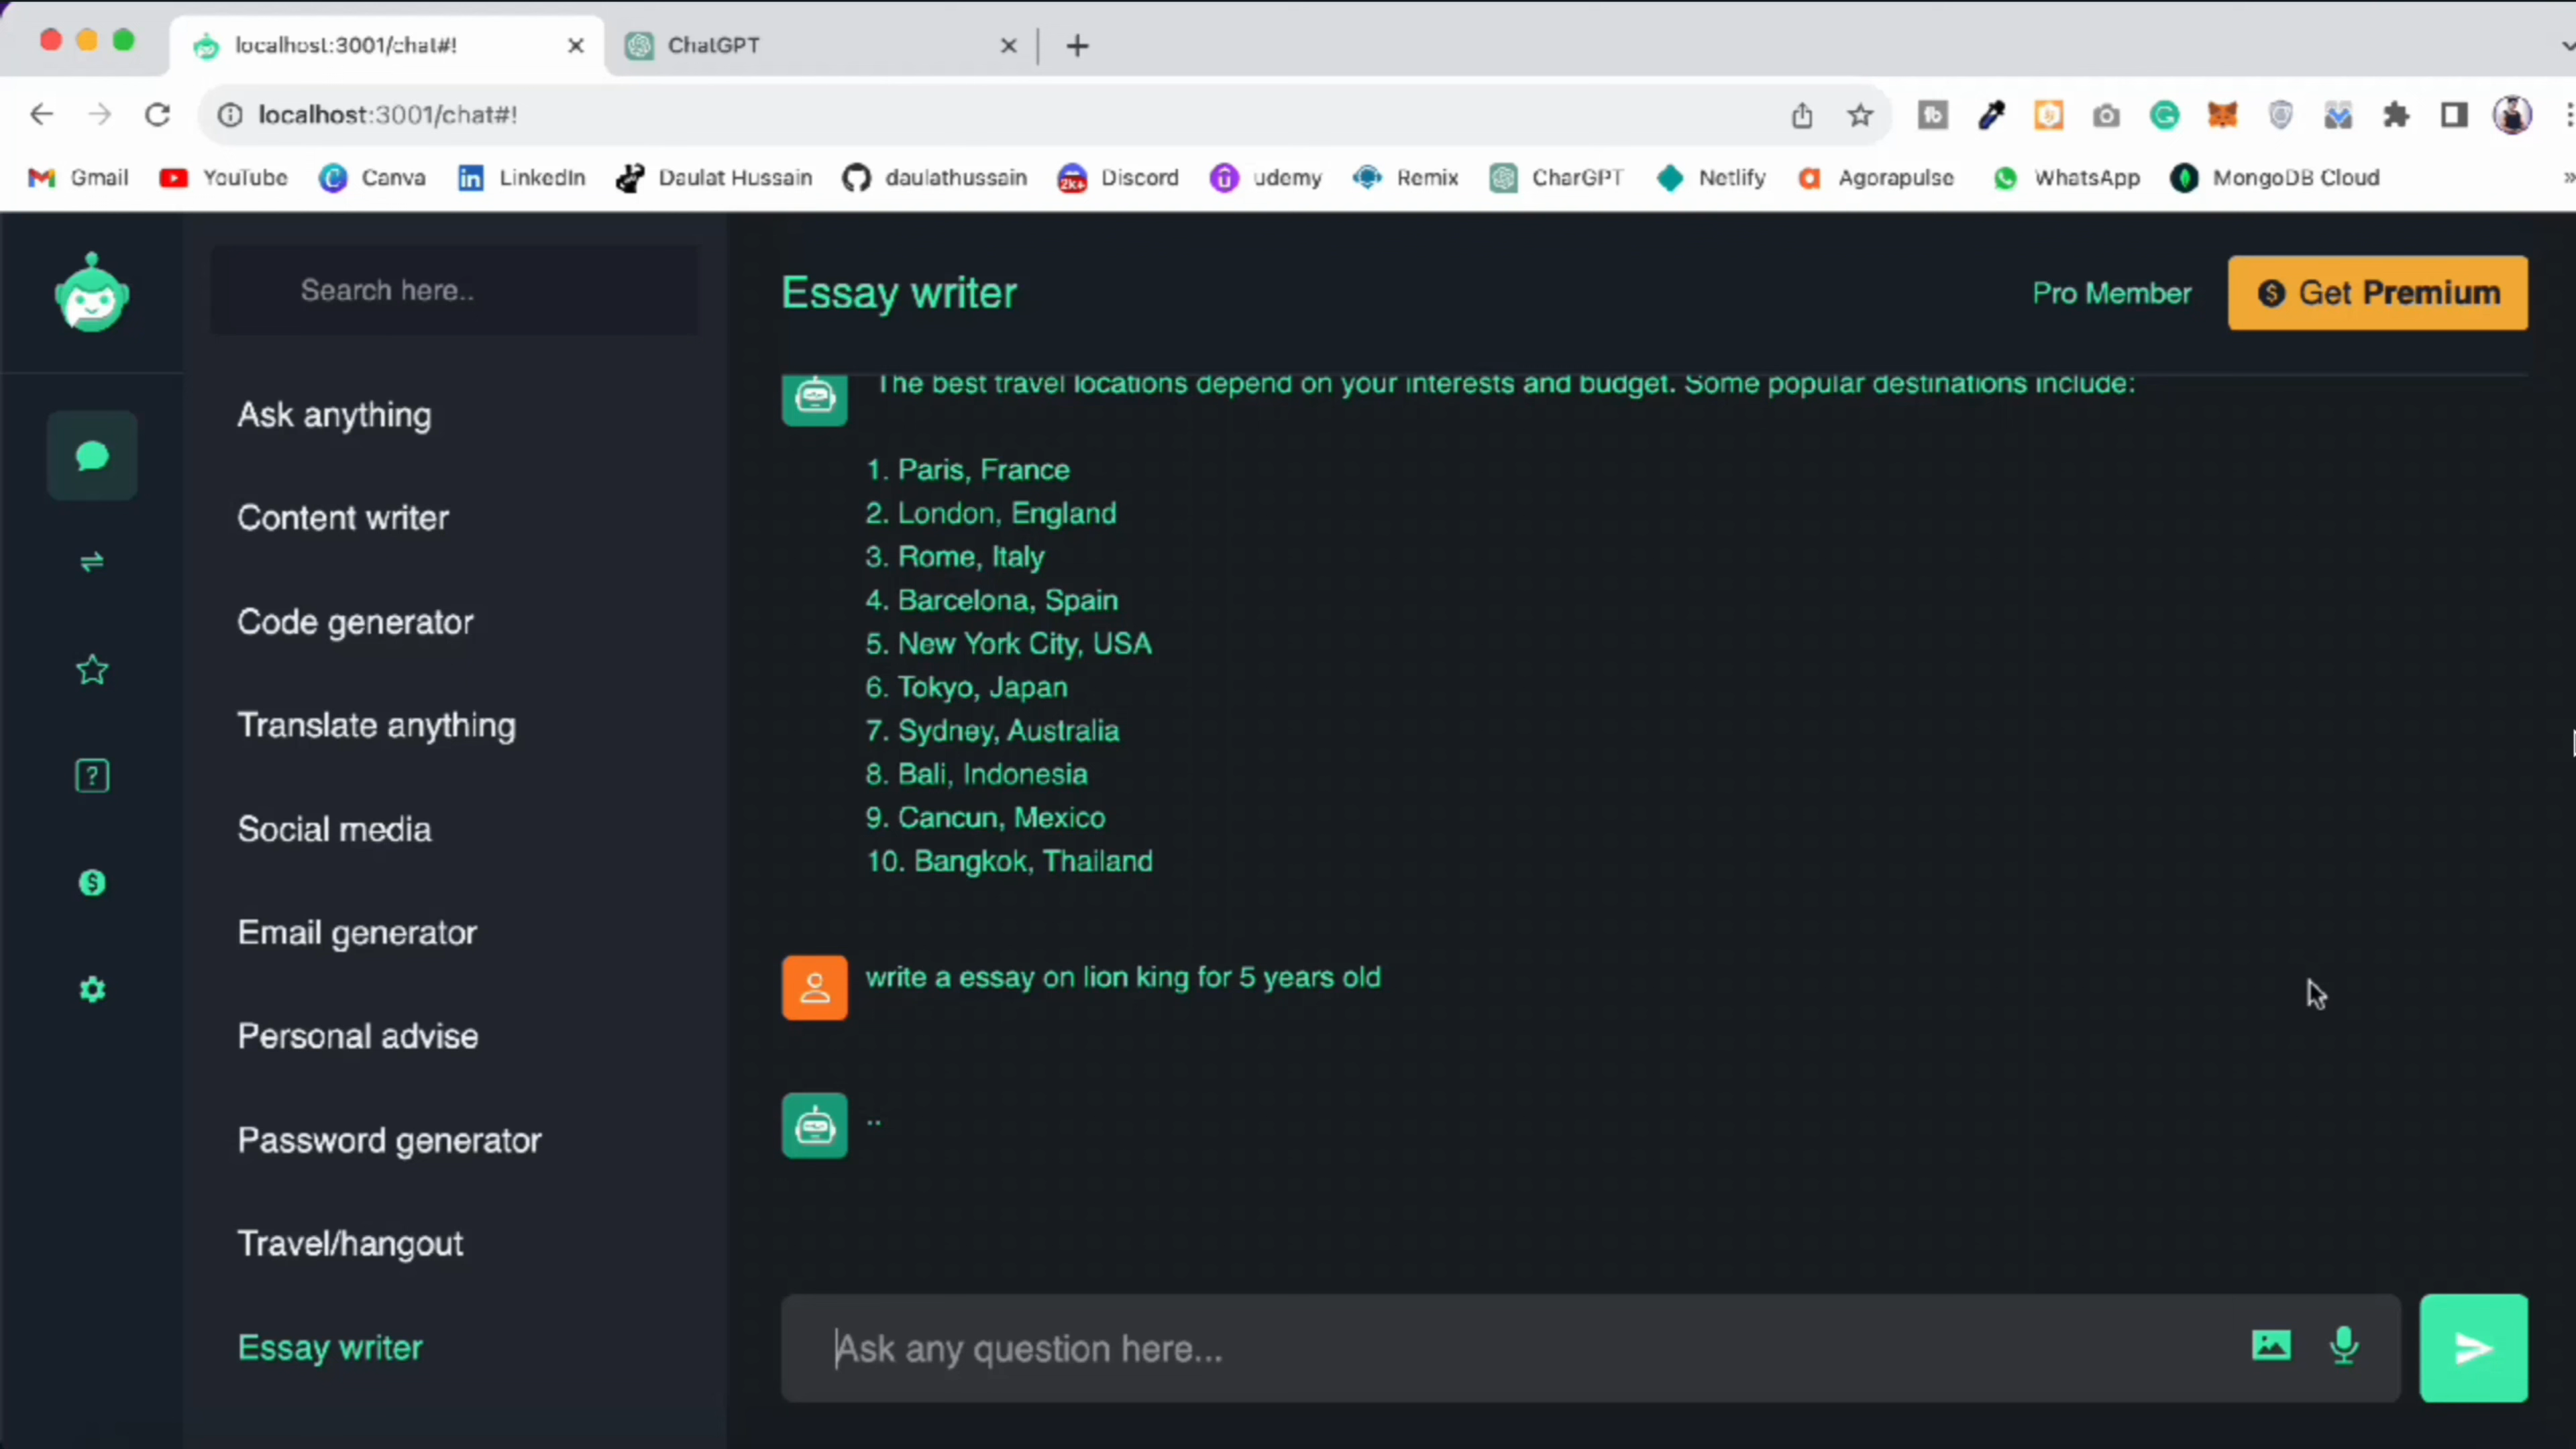 localhost:3001/chat#!
ChatGPT
localhost:3001/chat#!
Gmail YouTube Canva LinkedIn Daulat Hussain daulathussain Discord udemy Remix CharGPT Netlify Agorapulse WhatsApp MongoDB Cloud
Search here..
Ask anything
Content writer
Code generator
Translate anything
Social media
Email generator
Personal advise
Password generator
Travel/hangout
Essay writer
Essay writer
Pro Member
Get Premium
The best travel locations depend on your interests and budget. Some popular destinations include:
1. Paris, France
2. London, England
3. Rome, Italy
4. Barcelona, Spain
5. New York City, USA
6. Tokyo, Japan
7. Sydney, Australia
8. Bali, Indonesia
9. Cancun, Mexico
10. Bangkok, Thailand
write a essay on lion king for 5 years old
..
Ask any question here...